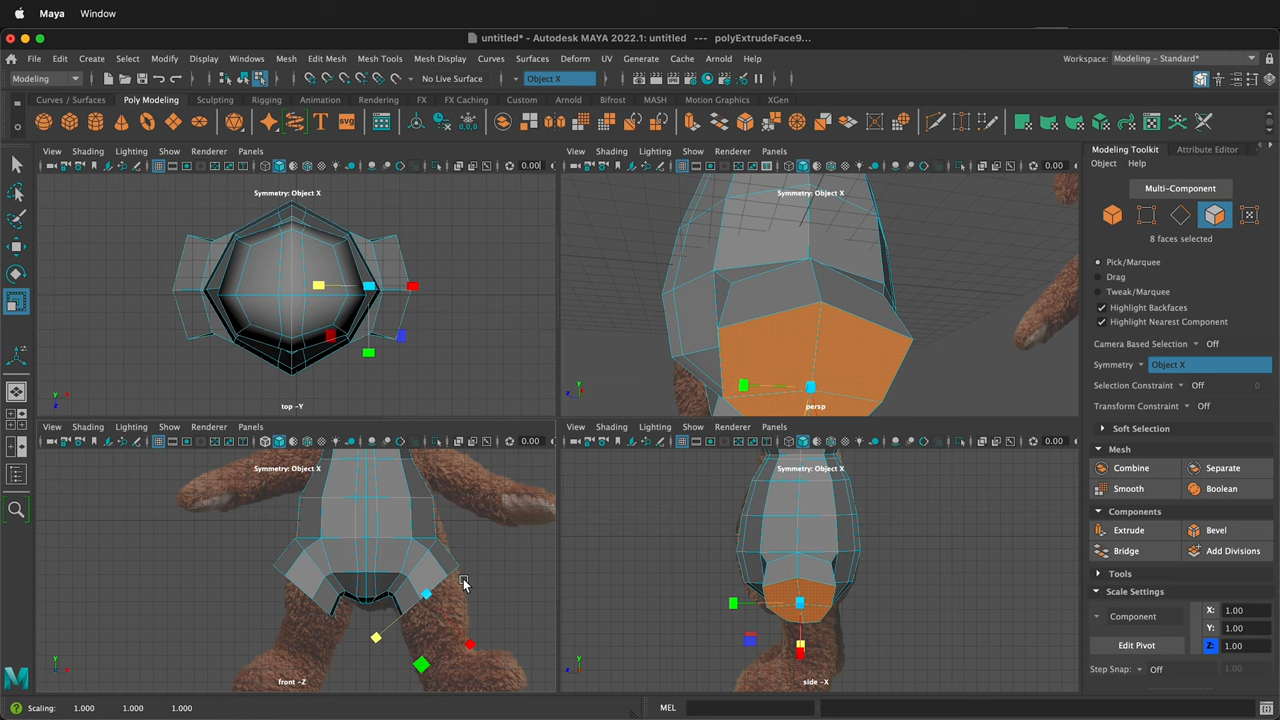 Maya Window
untitled* - Autodesk MAYA 2022.1: untitled --- polyExtrudeFace9...
File Edit Create Select Modify Display Windows Mesh Edit Mesh Mesh Tools Mesh Display Curves Surfaces Deform UV Generate Cache Arnold Help Workspace: Modeling - Standard*
Modeling No Live Surface Object X
Curves / Surfaces Poly Modeling Sculpting Rigging Animation Rendering FX FX Caching Custom Arnold Bifrost MASH Motion Graphics XGen
View Shading Lighting Show Renderer Panels
0.00
Symmetry: Object X
top -Y
View Shading Lighting Show Renderer Panels
0.00
Symmetry: Object X
persp
View Shading Lighting Show Renderer Panels
0.00
Symmetry: Object X
front -Z
View Shading Lighting Show Renderer Panels
0.00
Symmetry: Object X
side -X
Modeling Toolkit Attribute Editor
Object Help
Multi-Component
8 faces selected
Pick/Marquee
Drag
Tweak/Marquee
Highlight Backfaces
Highlight Nearest Component
Camera Based Selection Off
Symmetry Object X
Selection Constraint Off 0
Transform Constraint Off
Soft Selection
Mesh
Combine Separate
Smooth Boolean
Components
Extrude Bevel
Bridge Add Divisions
Tools
Scale Settings
Component X: 1.00
Y: 1.00
Edit Pivot Z: 1.00
Step Snap: Off 1.00
Scaling: 1.000 1.000 1.000 MEL